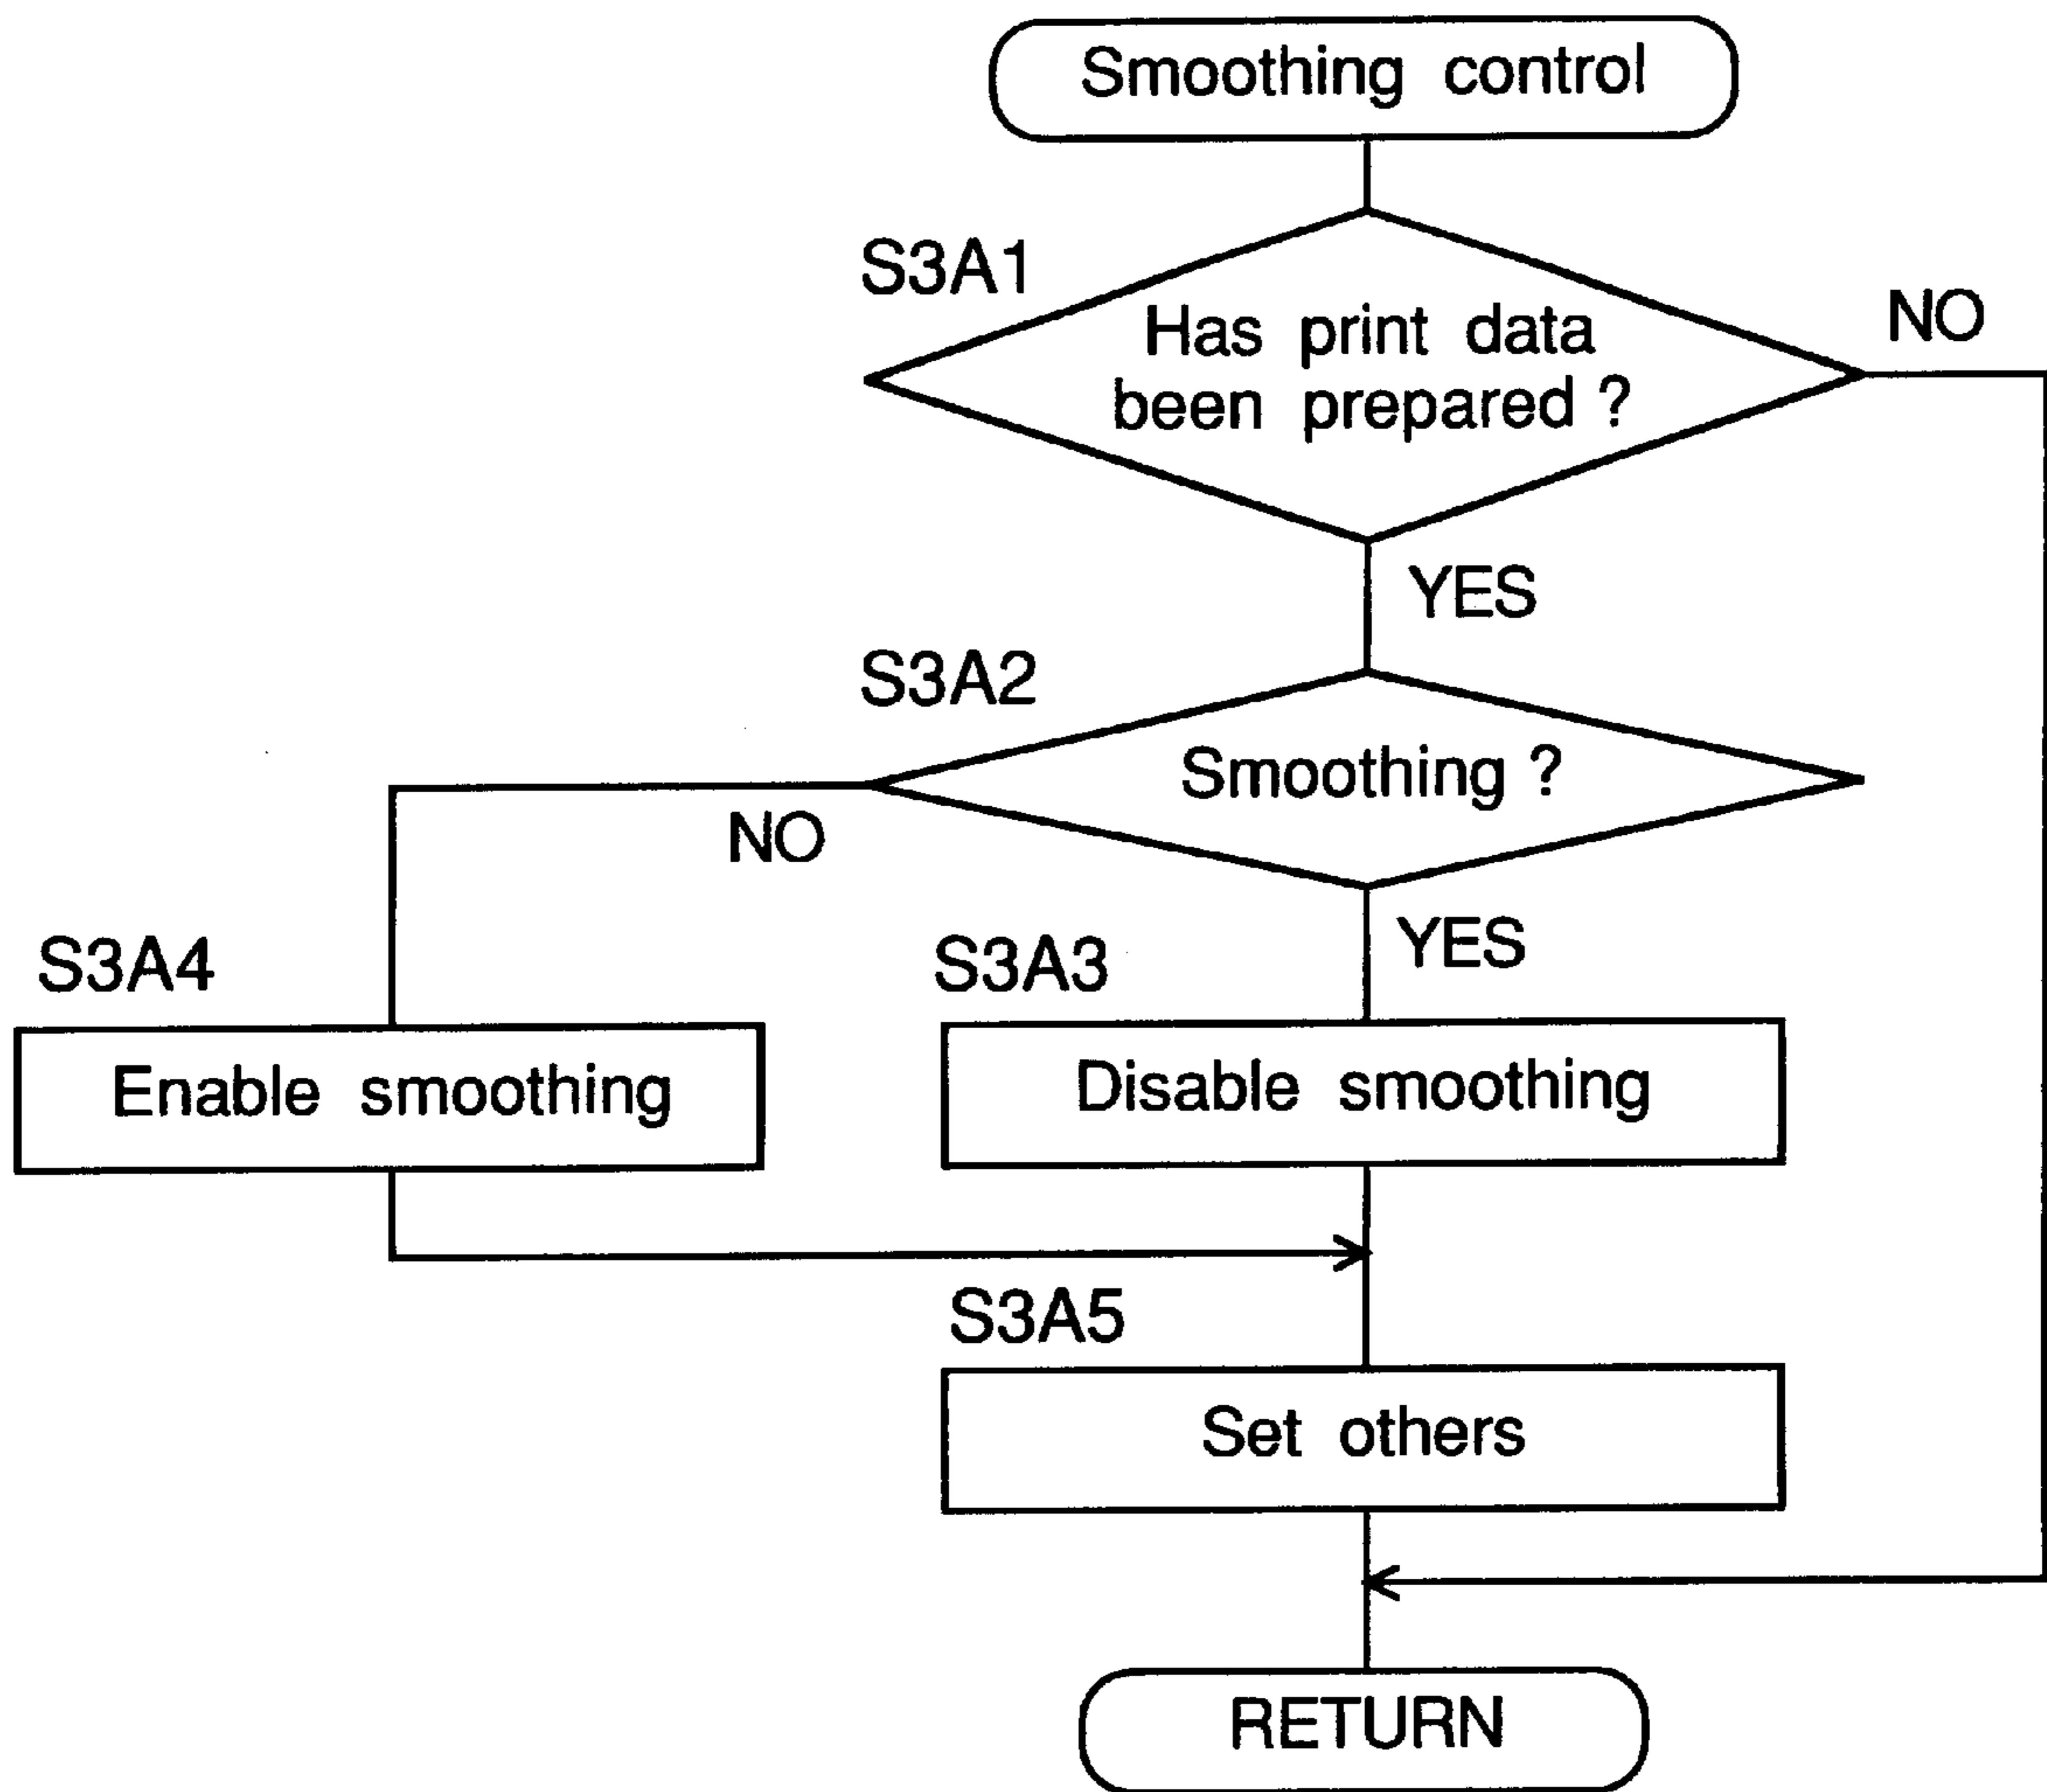 Smoothing control
S3A1
Has print data
been prepared ?
NO
YES
S3A2
Smoothing ?
NO
YES
S3A4
S3A3
Enable smoothing
Disable smoothing
S3A5
Set others
RETURN